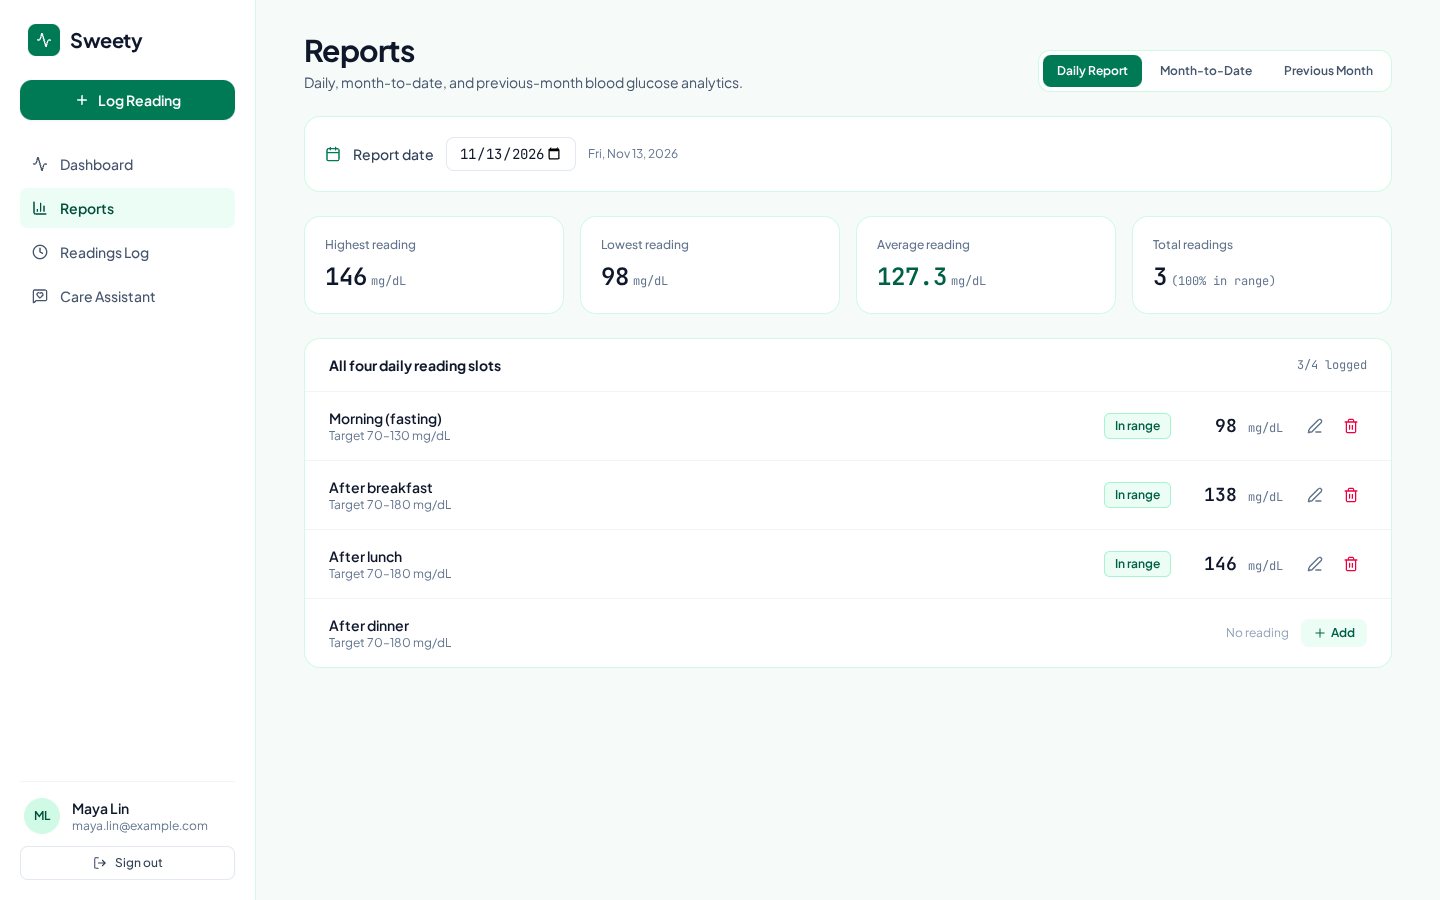 Sweety
Log Reading
Dashboard
Reports
Readings Log
Care Assistant
ML
Maya Lin
maya.lin@example.com
Sign out
Reports
Daily, month-to-date, and previous-month blood glucose analytics.
Daily Report
Month-to-Date
Previous Month
Report date
11/13/2026
Fri, Nov 13, 2026
Highest reading
146 mg/dL
Lowest reading
98 mg/dL
Average reading
127.3 mg/dL
Total readings
3 (100% in range)
All four daily reading slots
3/4 logged
Morning (fasting)
Target 70–130 mg/dL
In range
98 mg/dL
After breakfast
Target 70–180 mg/dL
In range
138 mg/dL
After lunch
Target 70–180 mg/dL
In range
146 mg/dL
After dinner
Target 70–180 mg/dL
No reading
Add